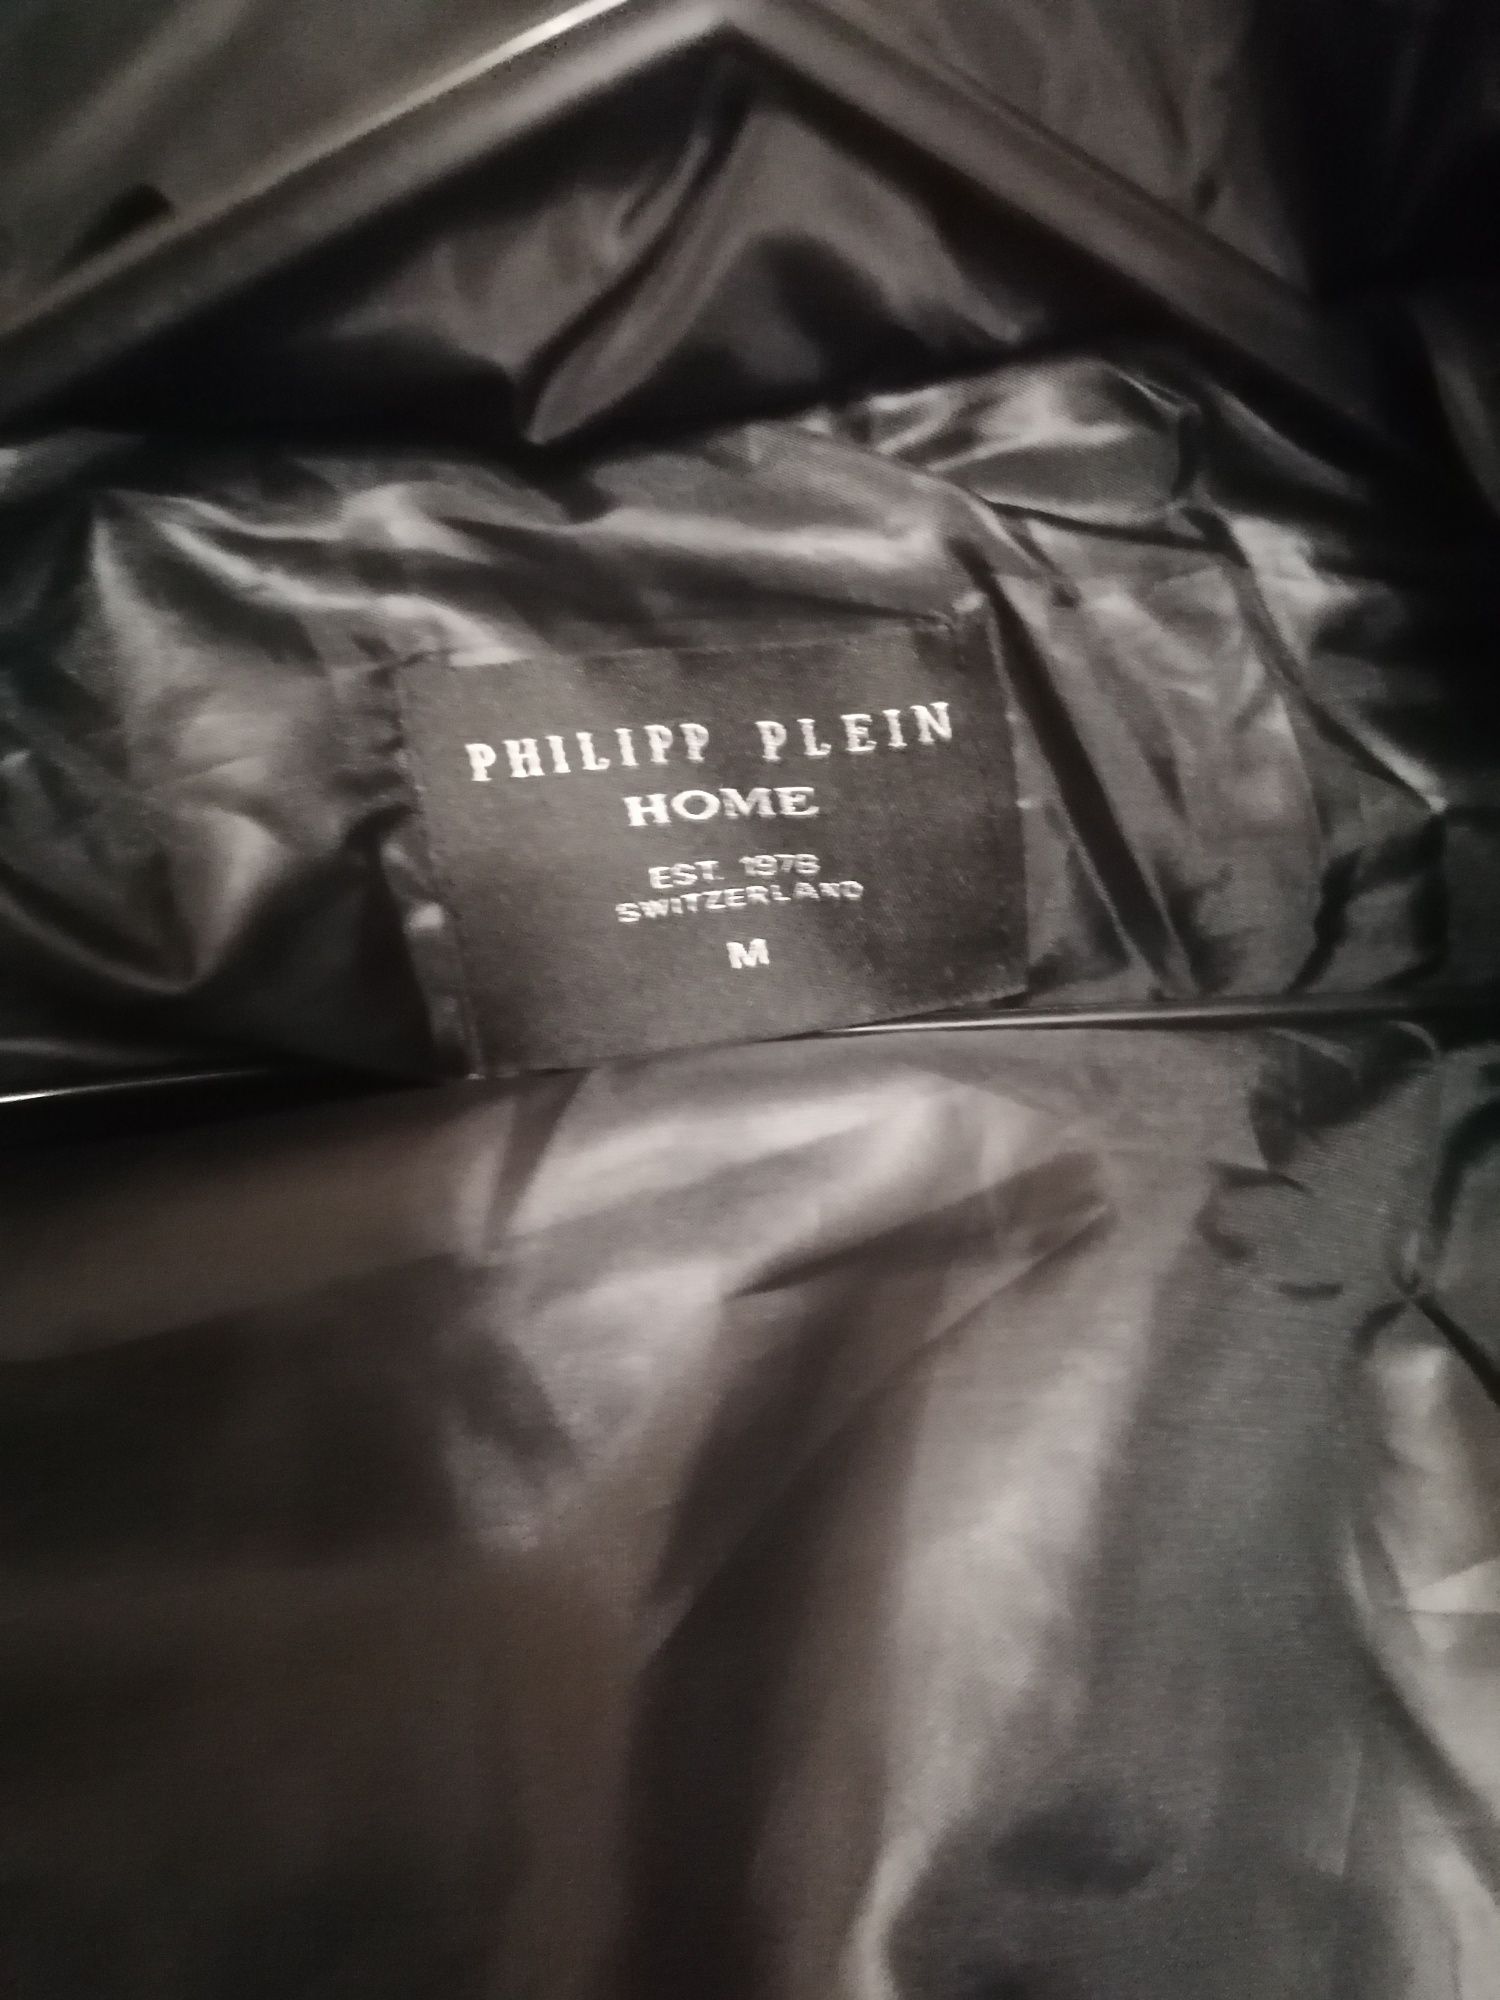 PHILIPP PLEIN
HOME
EST. 1978
SWITZERLAND
M